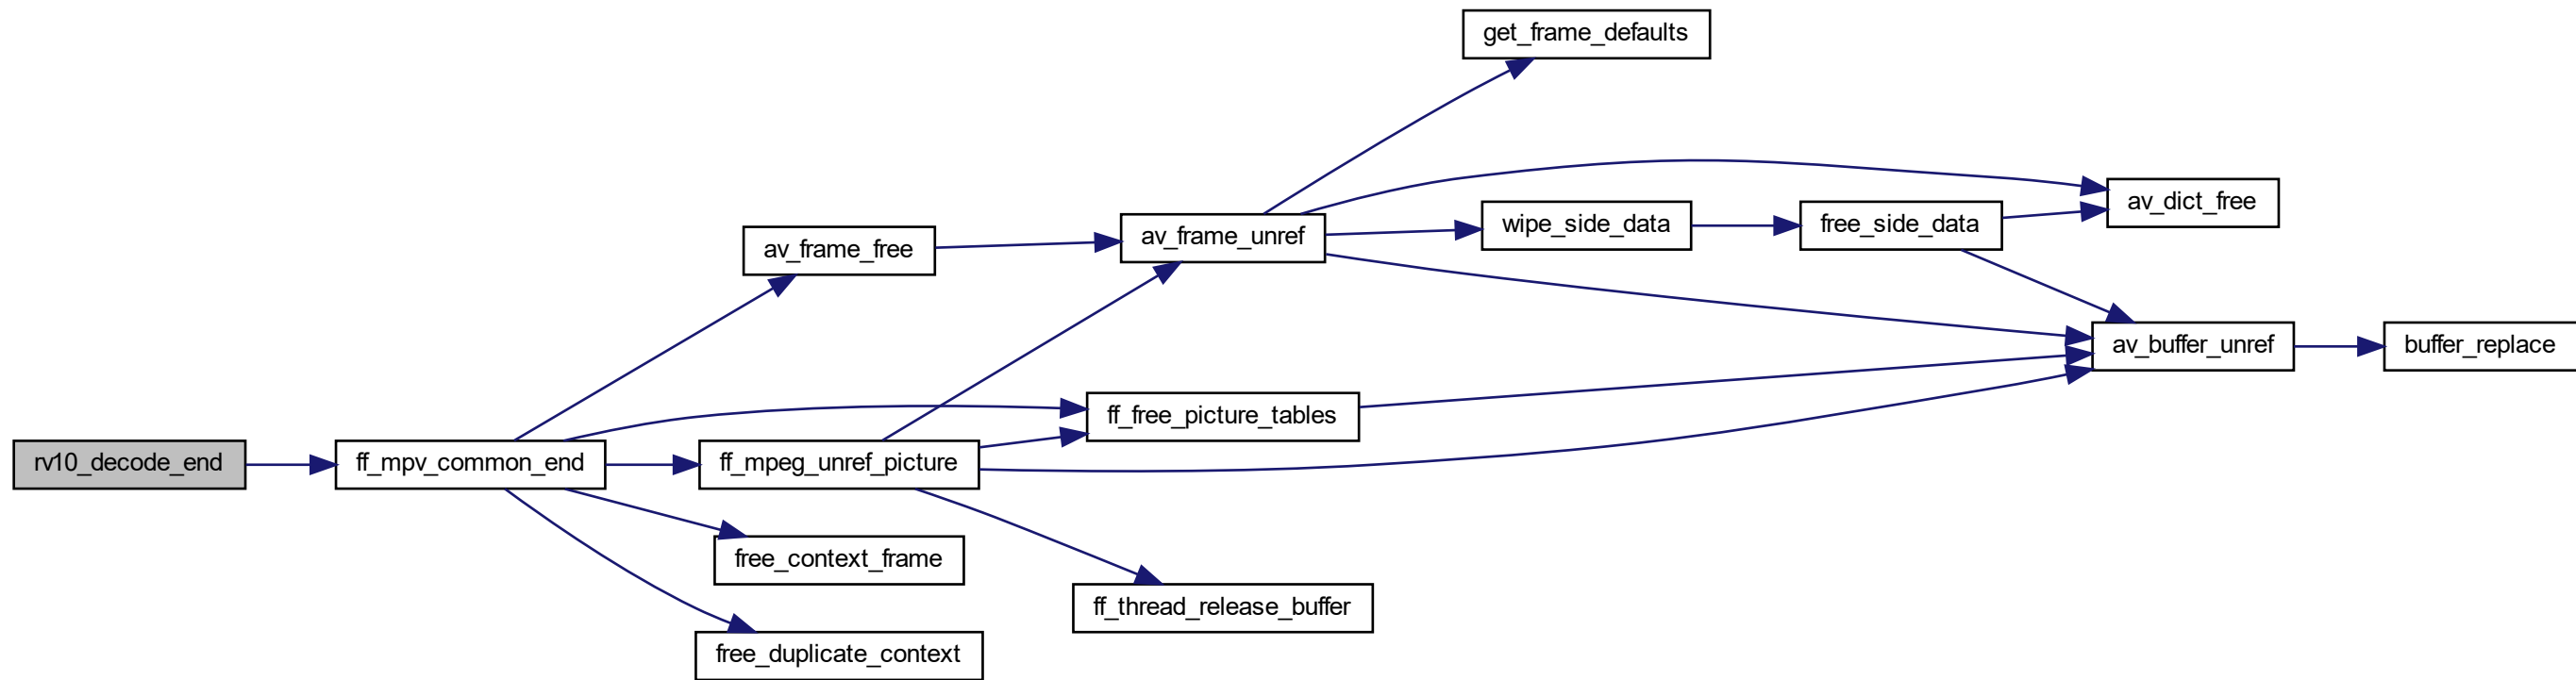 get_frame_defaults
av_dict_free
wipe_side_data
free_side_data
av_frame_unref
av_frame_free
av_buffer_unref
buffer_replace
ff_free_picture_tables
rv10_decode_end
ff_mpv_common_end
ff_mpeg_unref_picture
free_context_frame
ff_thread_release_buffer
free_duplicate_context